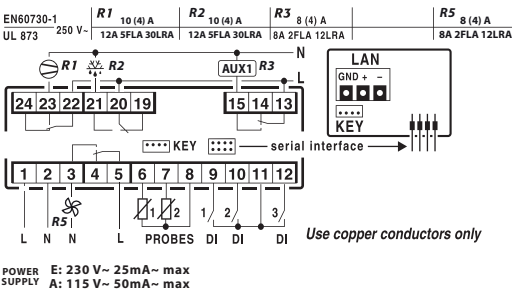 EN60730-1
UL 873
250 V~
R1 10 (4) A
12A 5FLA 30LRA
R2 10 (4) A
12A 5FLA 30LRA
R3 8 (4) A
8A 2FLA 12LRA
R5 8 (4) A
8A 2FLA 12LRA
N
R1 R2 AUX1 R3
L
24 23 22 21 20 19 15 14 13
LAN
GND + -
KEY
KEY serial interface
1 2 3 4 5 6 7 8 9 10 11 12
R5 1 2 1 2 3
L N N L PROBES DI DI DI
Use copper conductors only
POWER SUPPLY
E: 230 V~ 25mA~ max
A: 115 V~ 50mA~ max